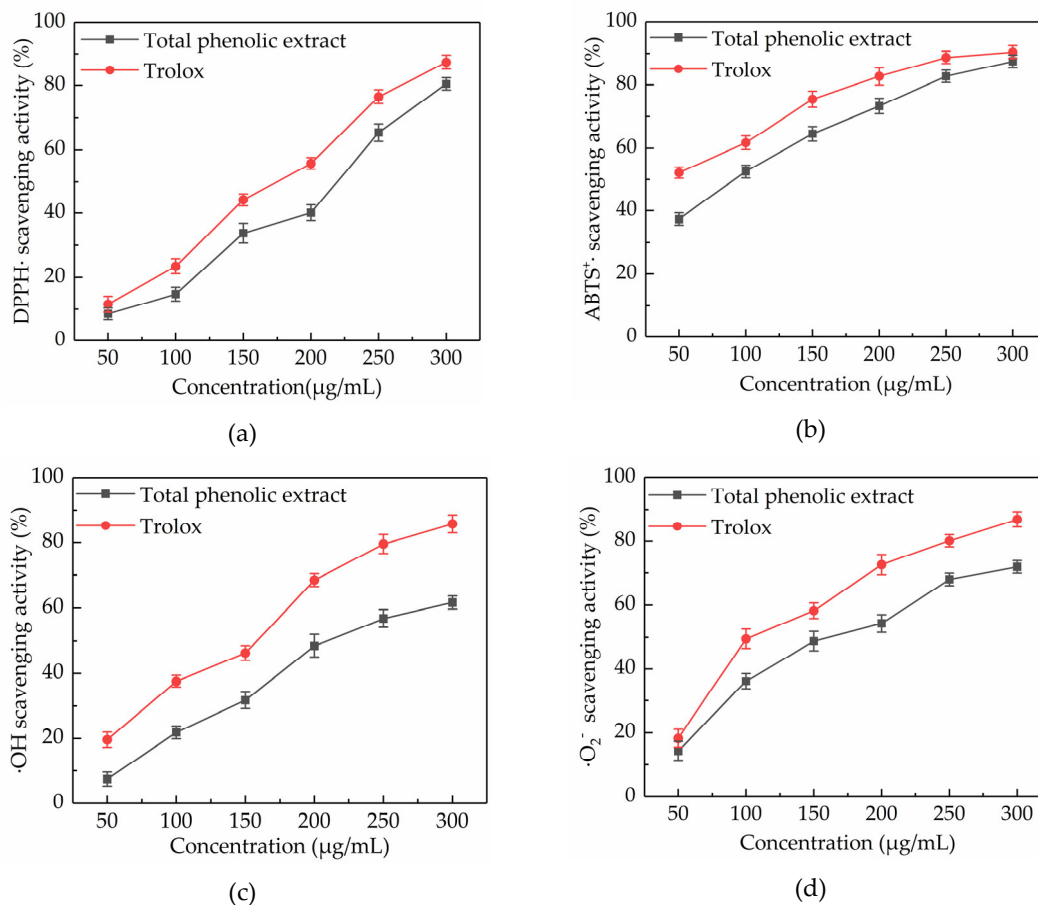 DPPH· scavenging activity (%)
100
80
60
40
20
0
Total phenolic extract
Trolox
50 100 150 200 250 300
Concentration(μg/mL)
(a)
ABTS⁺· scavenging activity (%)
100
80
60
40
20
0
Total phenolic extract
Trolox
50 100 150 200 250 300
Concentration (μg/mL)
(b)
·OH scavenging activity (%)
100
80
60
40
20
0
Total phenolic extract
Trolox
50 100 150 200 250 300
Concentration (μg/mL)
(c)
·O₂⁻ scavenging activity (%)
100
80
60
40
20
0
Total phenolic extract
Trolox
50 100 150 200 250 300
Concentration (μg/mL)
(d)